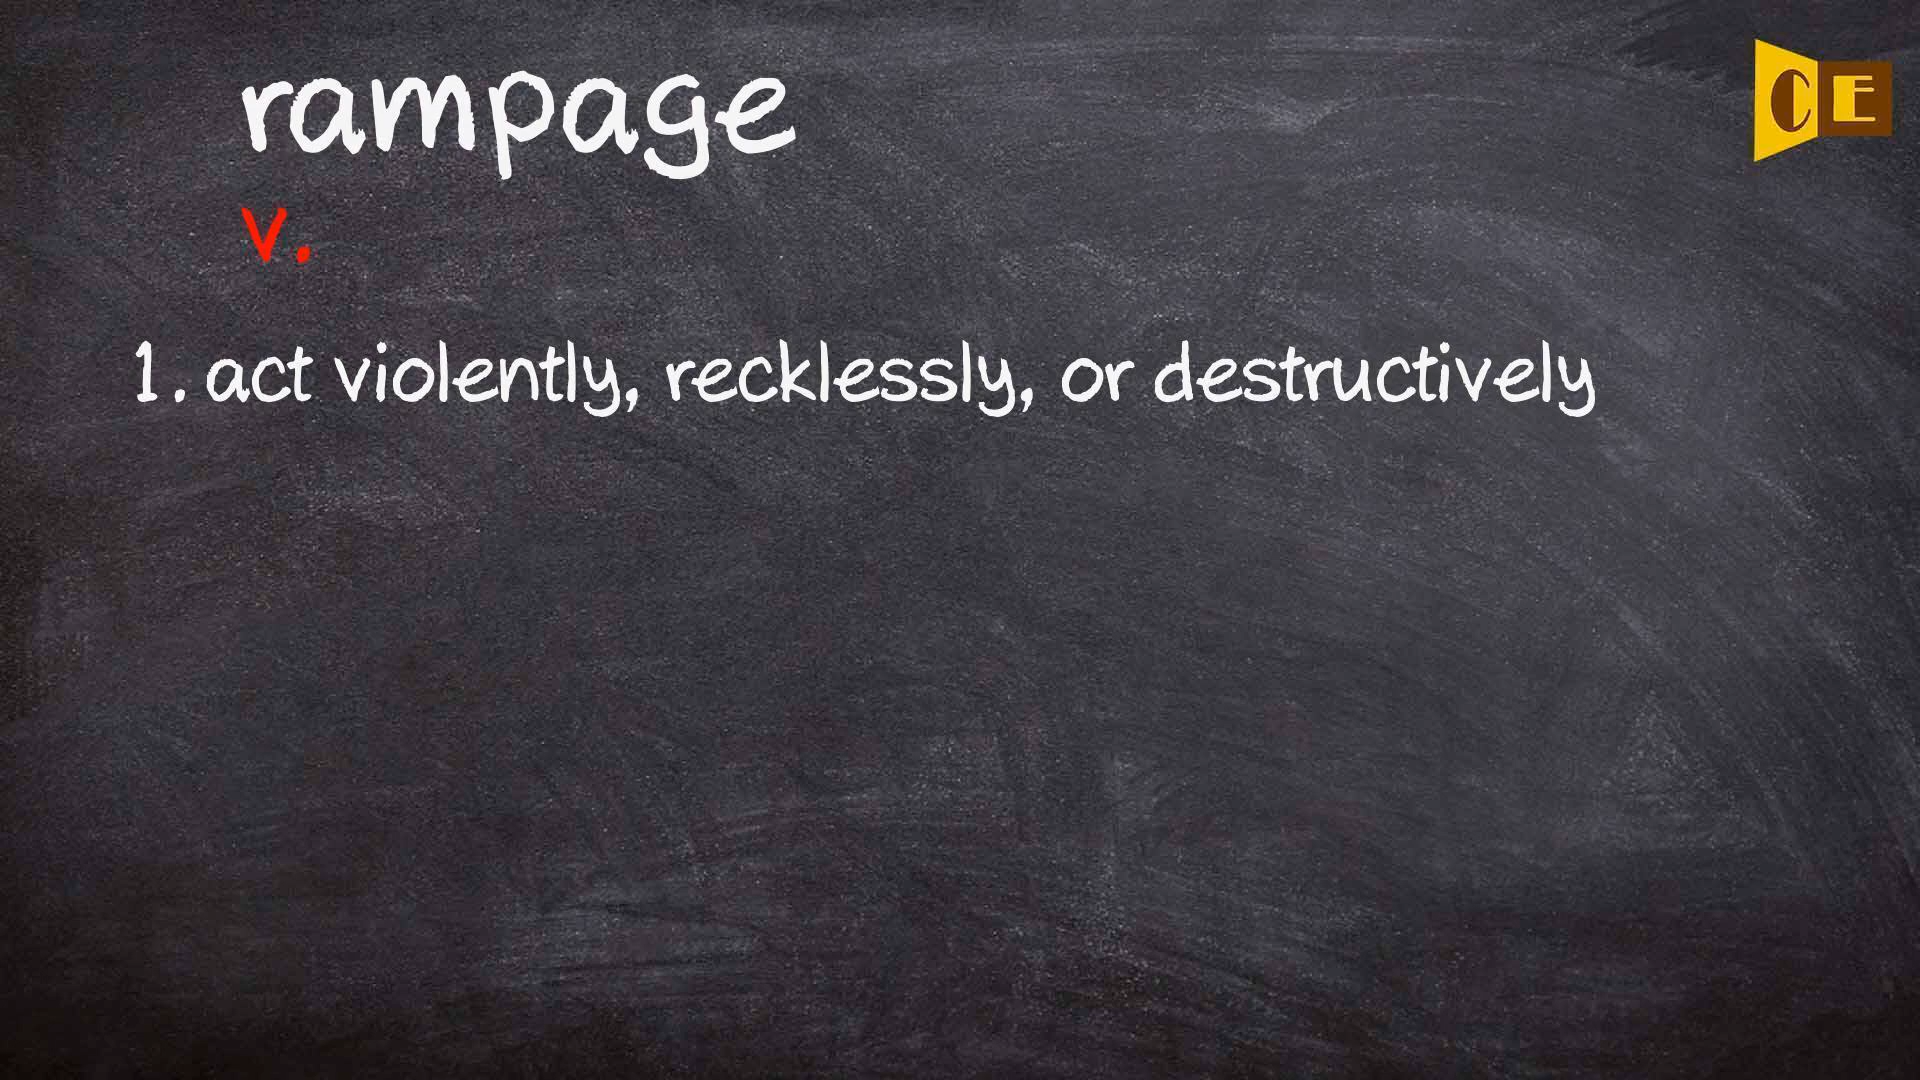 CE
rampage
v.
1. act violently, recklessly, or destructively